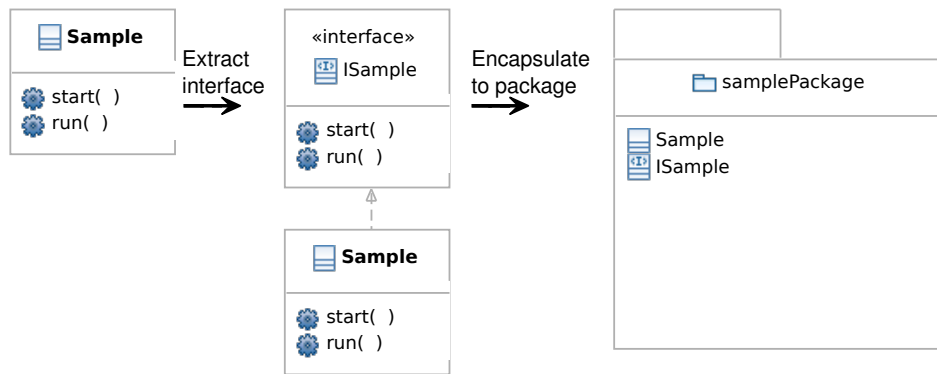 Sample
start( )
run( )
Extract
interface
«interface»
ISample
start( )
run( )
Sample
start( )
run( )
Encapsulate
to package
samplePackage
Sample
ISample